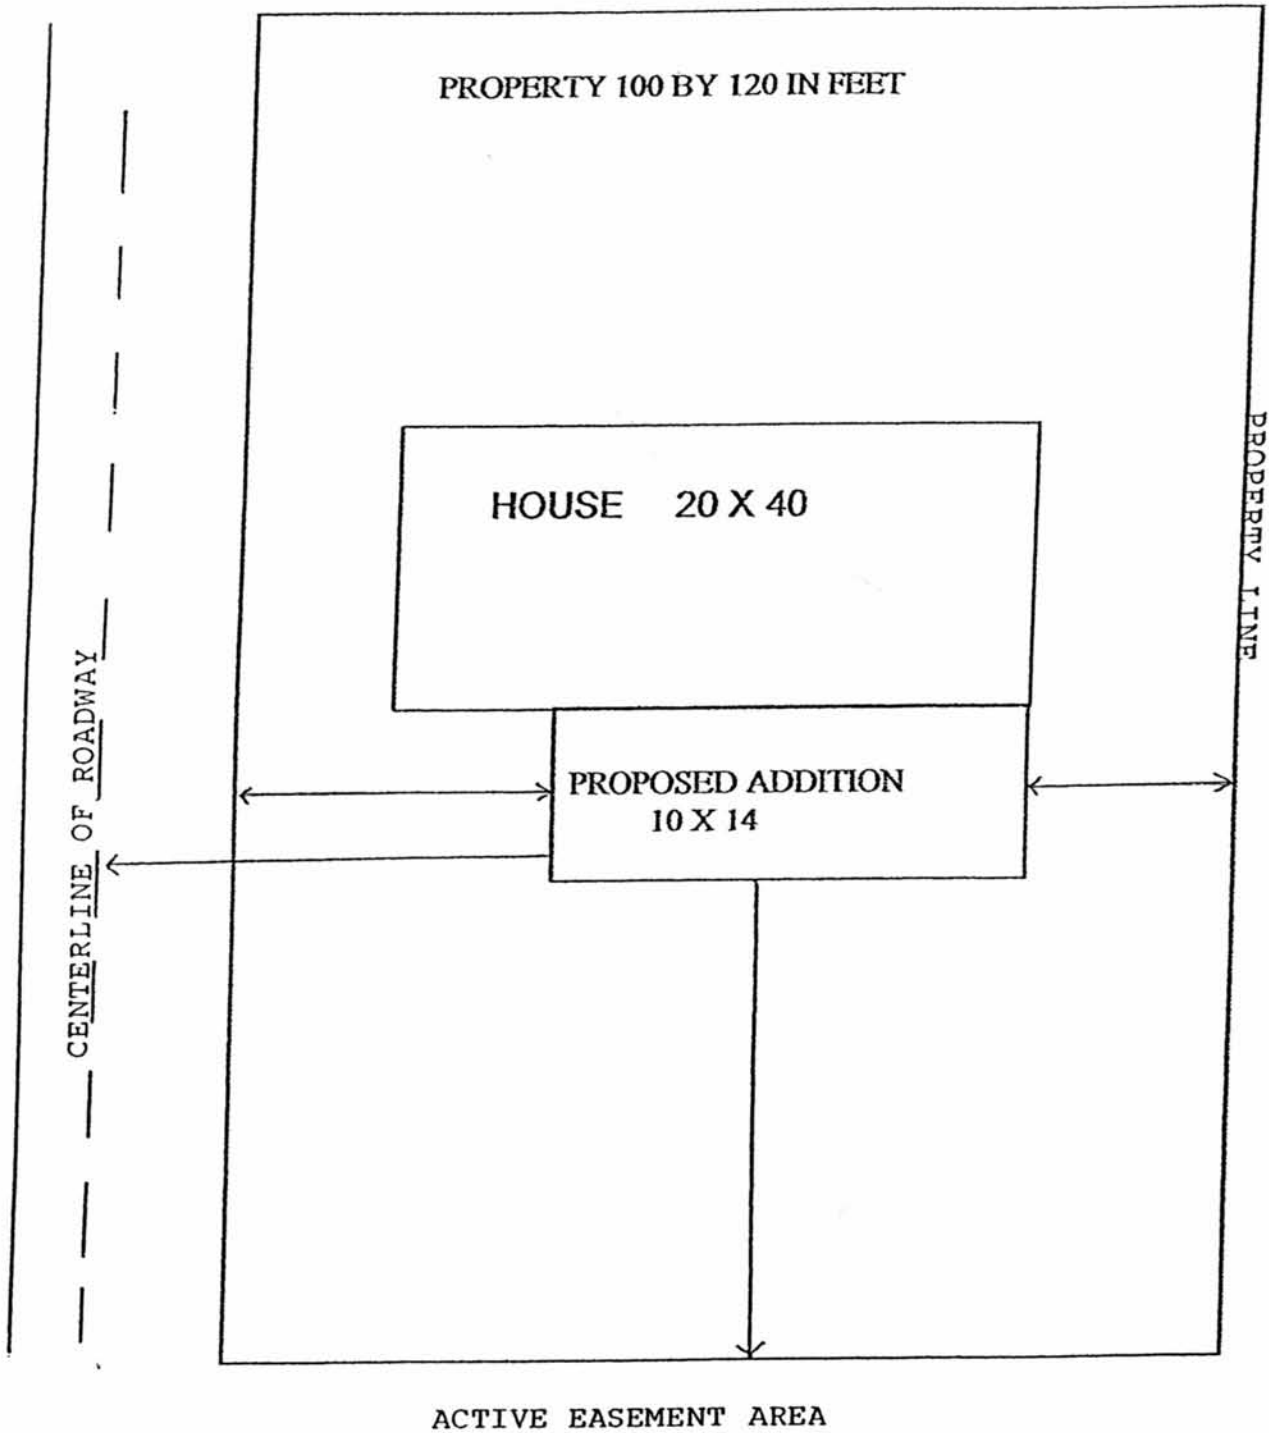 PROPERTY 100 BY 120 IN FEET
HOUSE 20 X 40
PROPERTY LINE
CENTERLINE OF ROADWAY
PROPOSED ADDITION
10 X 14
ACTIVE EASEMENT AREA